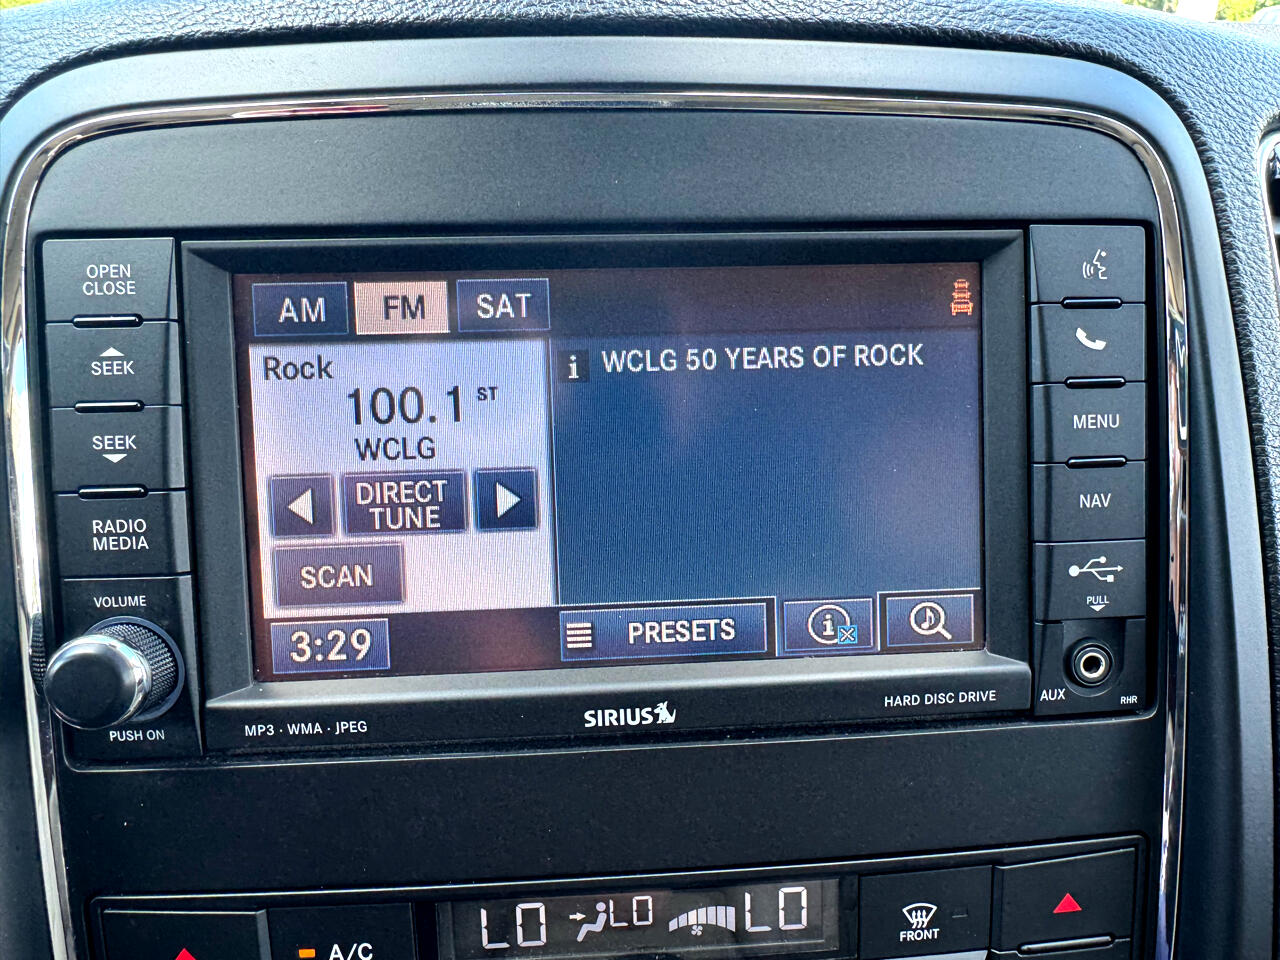 OPEN
CLOSE
SEEK
SEEK
RADIO
MEDIA
VOLUME
PUSH ON
AM
FM
SAT
Rock
100.1 ST
WCLG
DIRECT
TUNE
SCAN
3:29
i WCLG 50 YEARS OF ROCK
PRESETS
i
MENU
NAV
PULL
AUX
RHR
MP3 · WMA · JPEG
SIRIUS
HARD DISC DRIVE
A/C
LO
LO
LO
FRONT